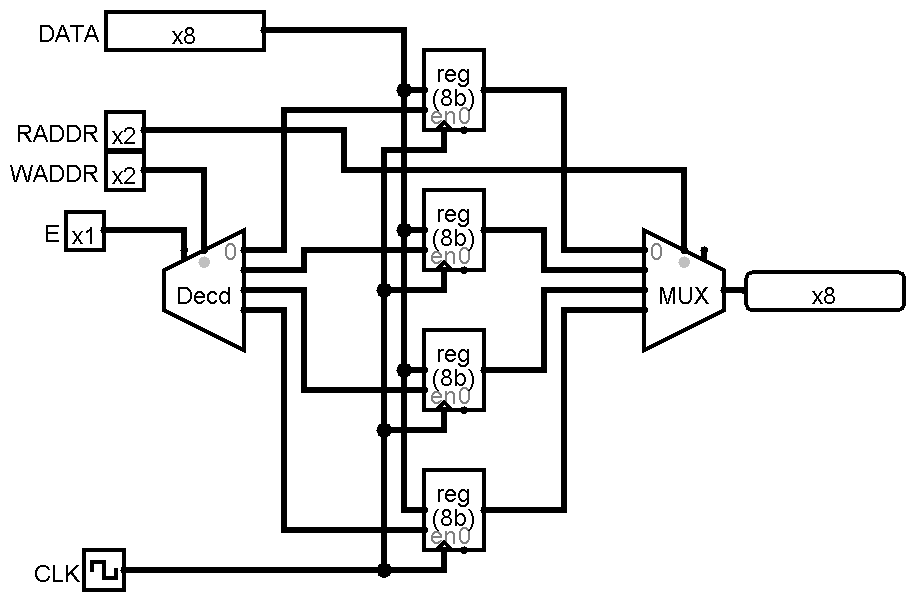 DATA x8
reg
(8b)
en0
RADDR x2
WADDR x2
reg
(8b)
en0
E x1
0
0
Decd
MUX
x8
reg
(8b)
en0
reg
(8b)
en0
CLK